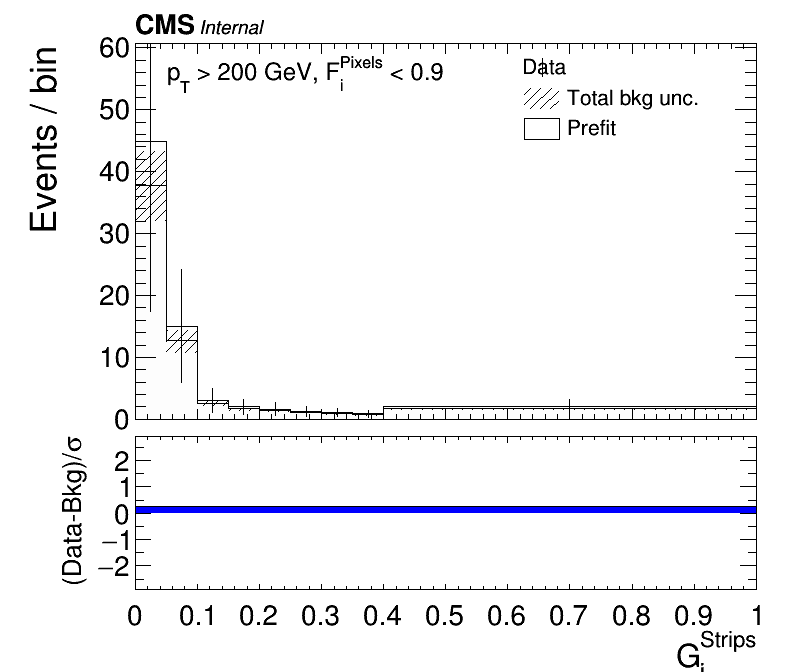 CMS Internal
p_T > 200 GeV, F_i^Pixels < 0.9
Data
Total bkg unc.
Prefit
Events / bin
60
50
40
30
20
10
0
(Data-Bkg)/σ
2
1
0
−1
−2
0 0.1 0.2 0.3 0.4 0.5 0.6 0.7 0.8 0.9 1
G_i^Strips